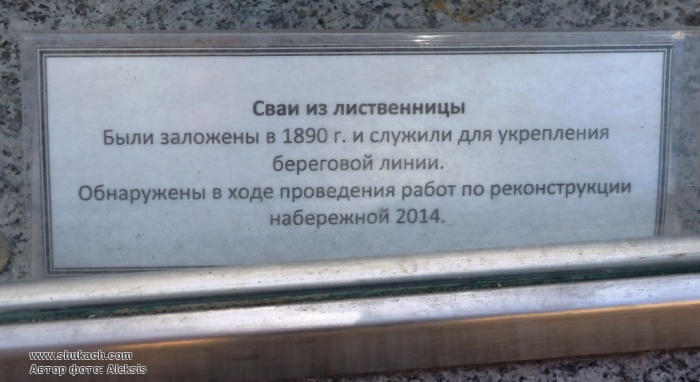 Сваи из лиственницы
Были заложены в 1890 г. и служили для укрепления
береговой линии.
Обнаружены в ходе проведения работ по реконструкции
набережной 2014.
www.shukach.com
Автор фото: Aleksis